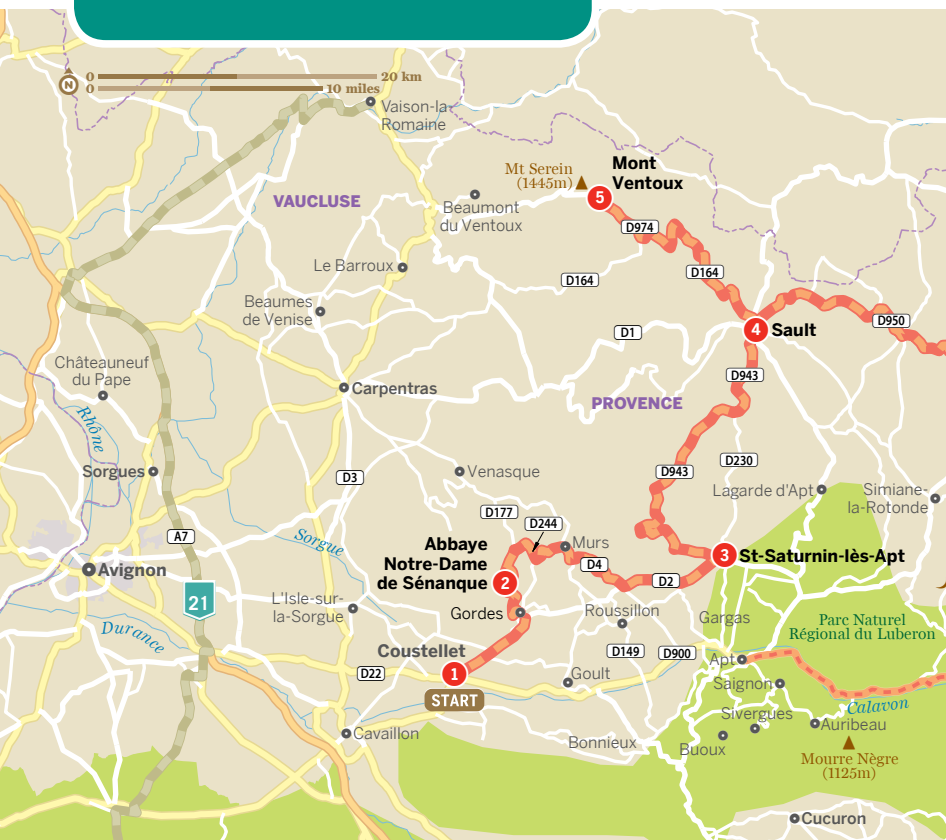 N
0
20 km
0
10 miles
Vaison-la-
Romaine
Mt Serein
(1445m)
Mont
Ventoux
5
VAUCLUSE
Beaumont
du Ventoux
D974
Le Barroux
D164
D164
Beaumes
de Venise
D1
4
Sault
D950
Châteauneuf
du Pape
D943
Carpentras
PROVENCE
Rhône
Sorgues
D3
Venasque
D943
D230
Lagarde d'Apt
Simiane-
la-Rotonde
D177
D244
A7
Sorgue
Abbaye
Notre-Dame
de Sénanque
2
Murs
D4
3
St-Saturnin-lès-Apt
Avignon
D2
21
L'Isle-sur-
la-Sorgue
Gordes
Roussillon
Gargas
Parc Naturel
Régional du Luberon
Durance
Coustellet
D149
D900
Apt
D22
1
START
Goult
Saignon
Calavon
Sivergues
Auribeau
Cavaillon
Bonnieux
Buoux
Mourre Nègre
(1125m)
Cucuron